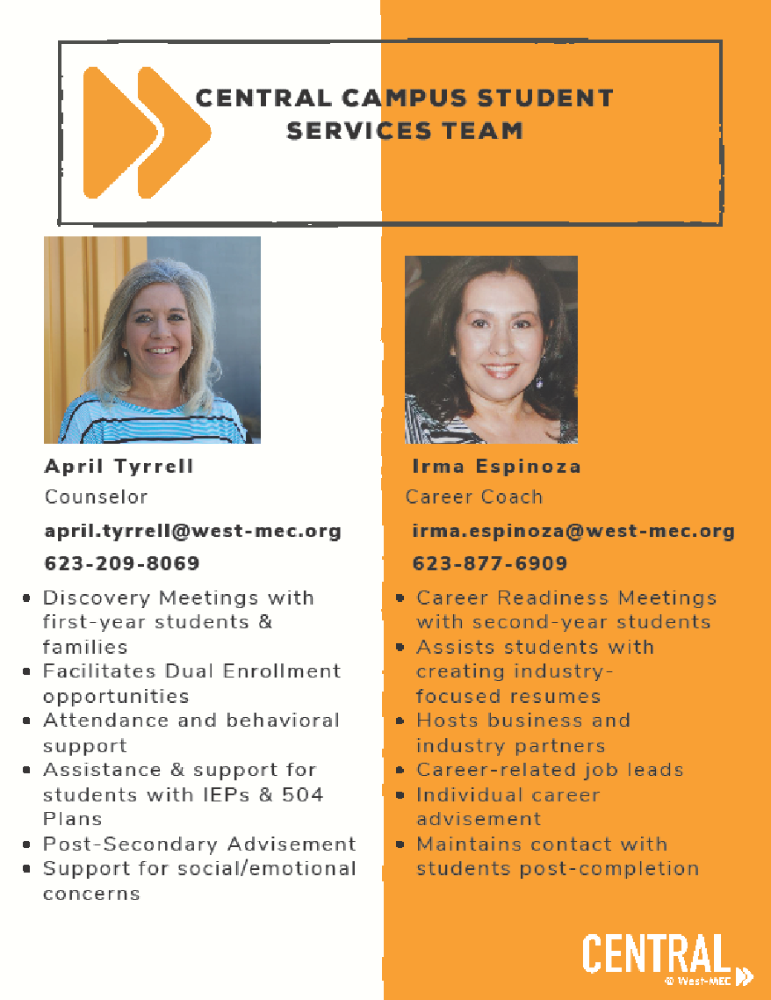 CENTRAL CAMPUS STUDENT
SERVICES TEAM
April Tyrrell
Counselor
april.tyrrell@west-mec.org
623-209-8069
• Discovery Meetings with
first-year students &
families
• Facilitates Dual Enrollment
opportunities
• Attendance and behavioral
support
• Assistance & support for
students with IEPs & 504
Plans
• Post-Secondary Advisement
• Support for social/emotional
concerns
Irma Espinoza
Career Coach
irma.espinoza@west-mec.org
623-877-6909
• Career Readiness Meetings
with second-year students
• Assists students with
creating industry-
focused resumes
• Hosts business and
industry partners
• Career-related job leads
• Individual career
advisement
• Maintains contact with
students post-completion
CENTRAL
© West-MEC